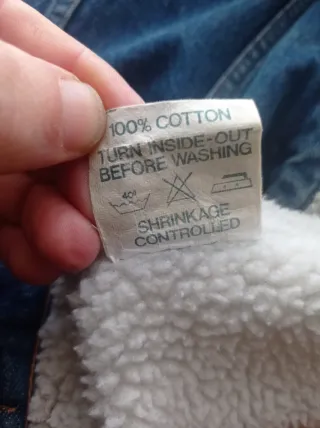 100% COTTON
TURN INSIDE-OUT
BEFORE WASHING
40°
SHRINKAGE
CONTROLLED